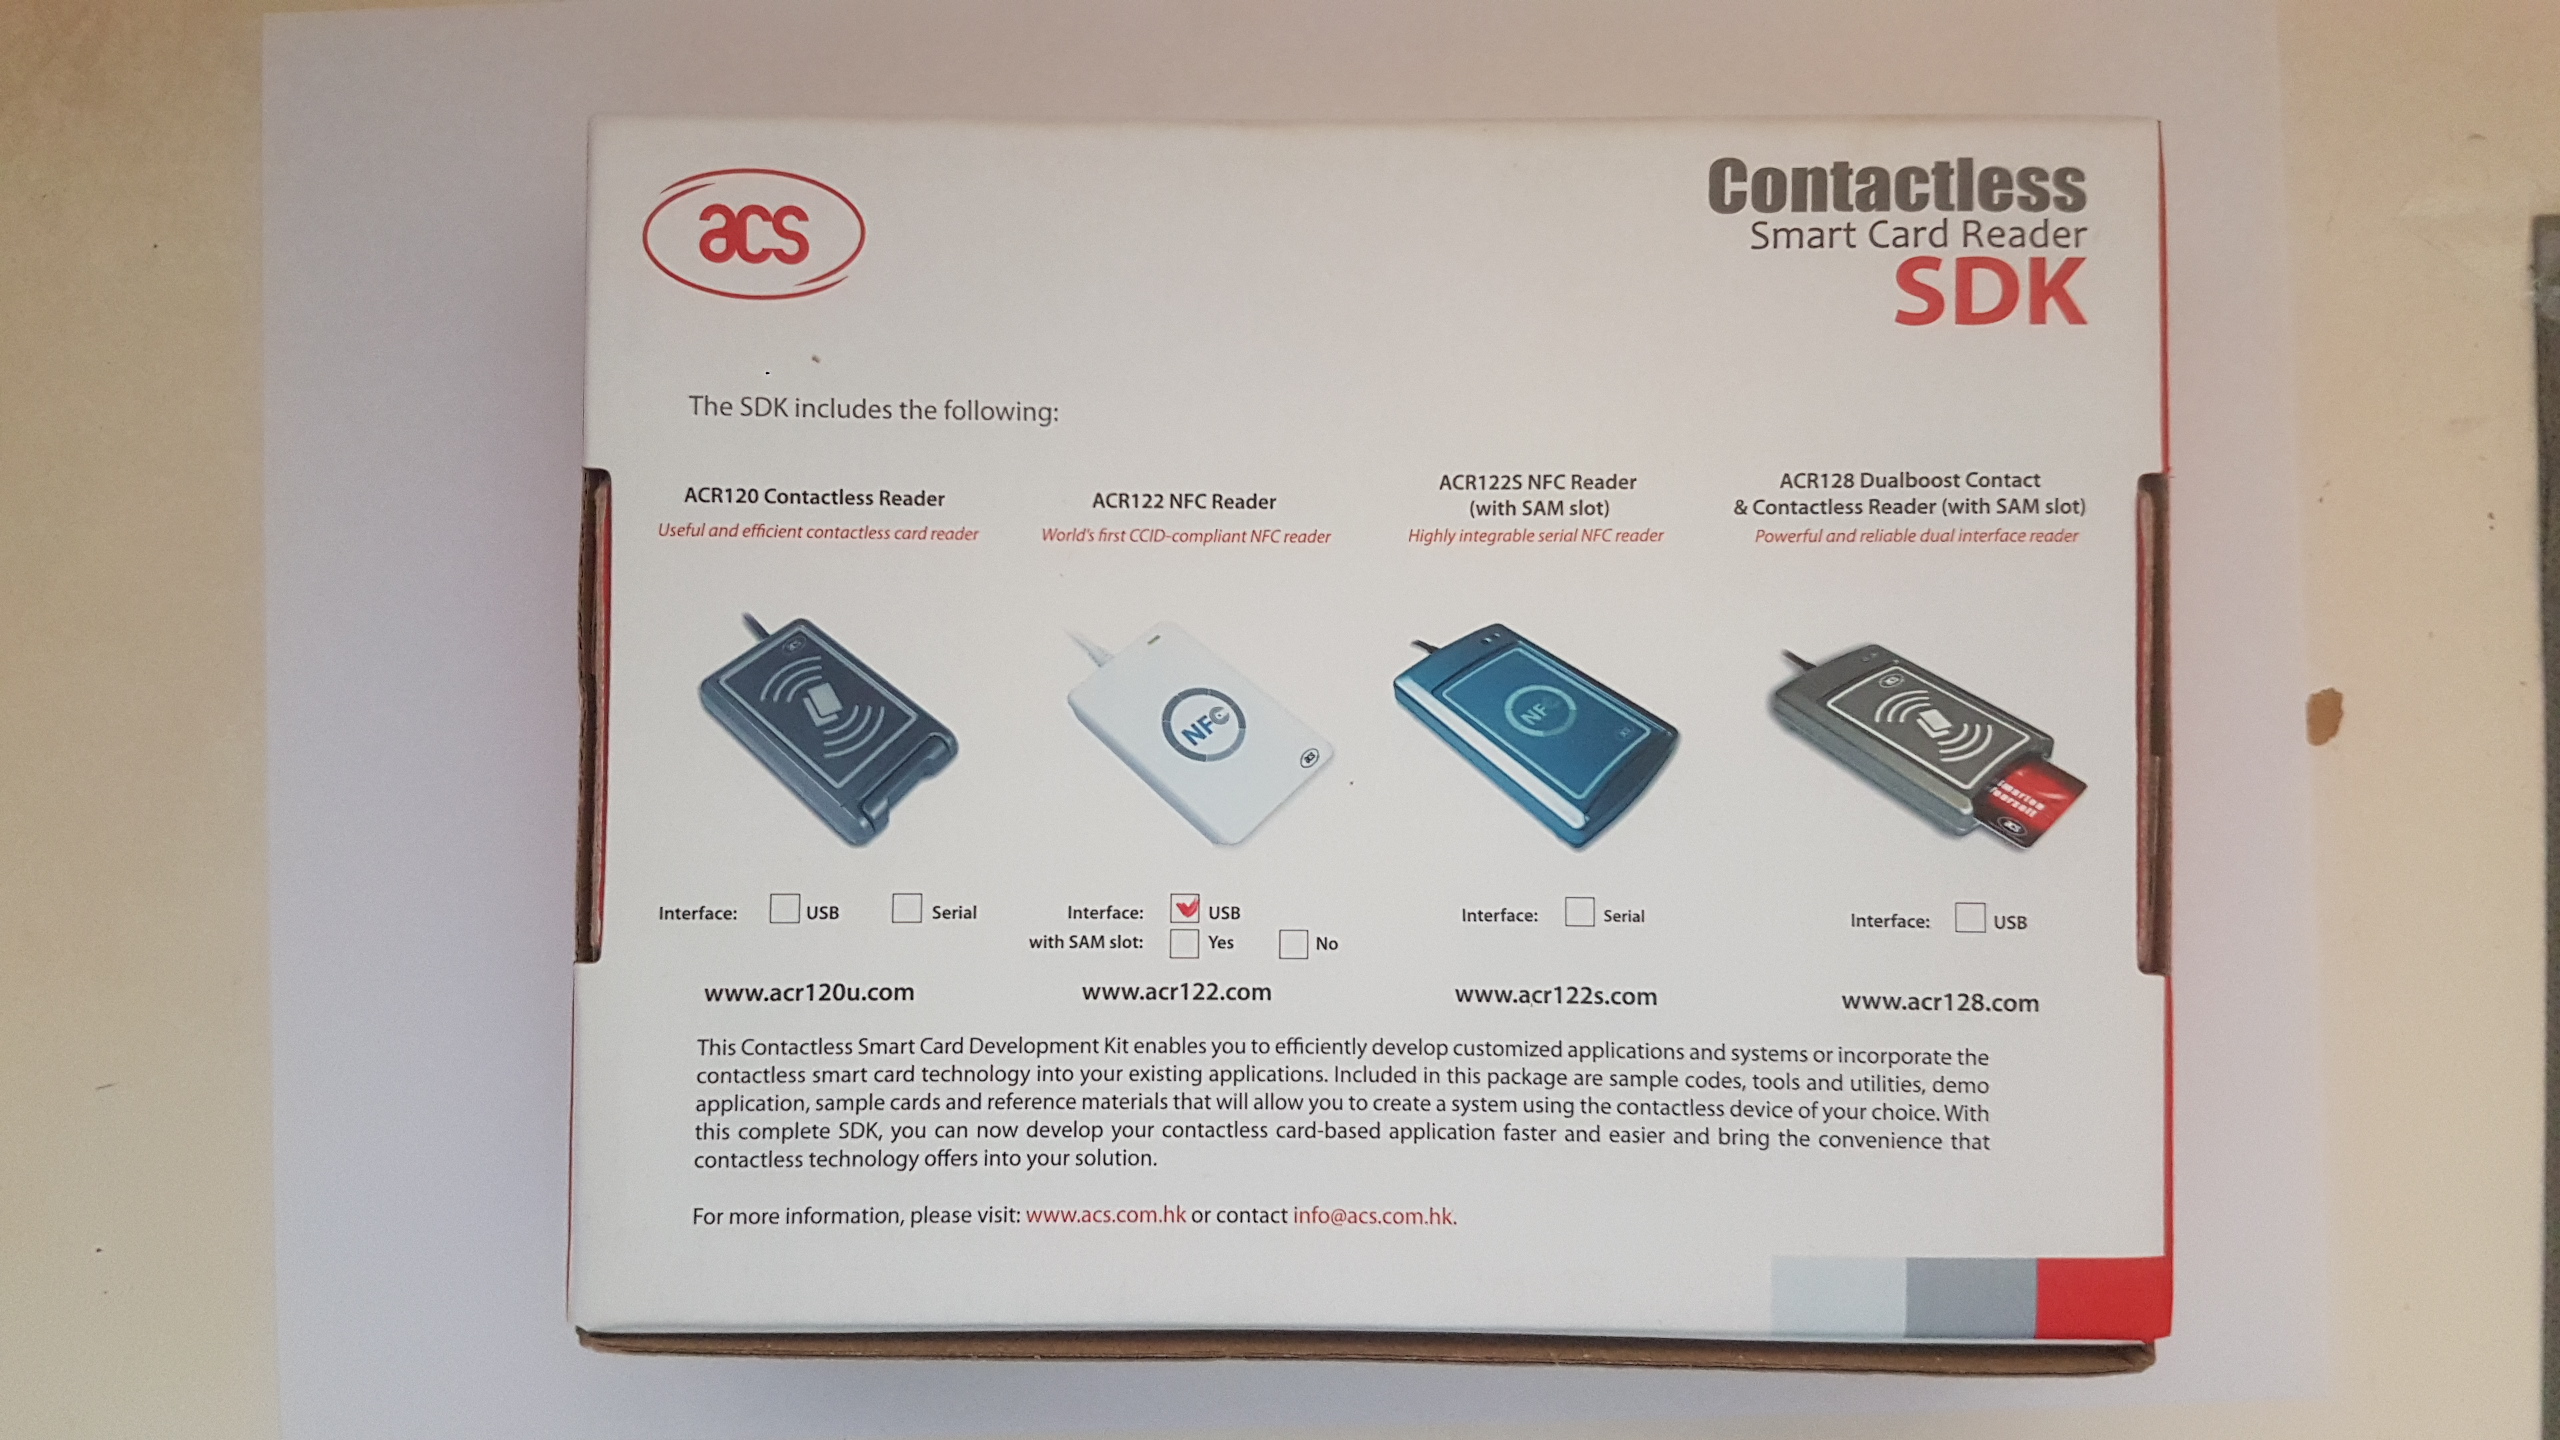 acs
Contactless
Smart Card Reader
SDK
The SDK includes the following:
ACR120 Contactless Reader
Useful and efficient contactless card reader
ACR122 NFC Reader
World's first CCID-compliant NFC reader
ACR122S NFC Reader
(with SAM slot)
Highly integrable serial NFC reader
ACR128 Dualboost Contact
& Contactless Reader (with SAM slot)
Powerful and reliable dual interface reader
acs
NFC
acs
NFC
acs
acs
acs
Interface: USB Serial
Interface: USB
with SAM slot: Yes No
Interface: Serial
Interface: USB
www.acr120u.com
www.acr122.com
www.acr122s.com
www.acr128.com
This Contactless Smart Card Development Kit enables you to efficiently develop customized applications and systems or incorporate the
contactless smart card technology into your existing applications. Included in this package are sample codes, tools and utilities, demo
application, sample cards and reference materials that will allow you to create a system using the contactless device of your choice. With
this complete SDK, you can now develop your contactless card-based application faster and easier and bring the convenience that
contactless technology offers into your solution.
For more information, please visit: www.acs.com.hk or contact info@acs.com.hk.